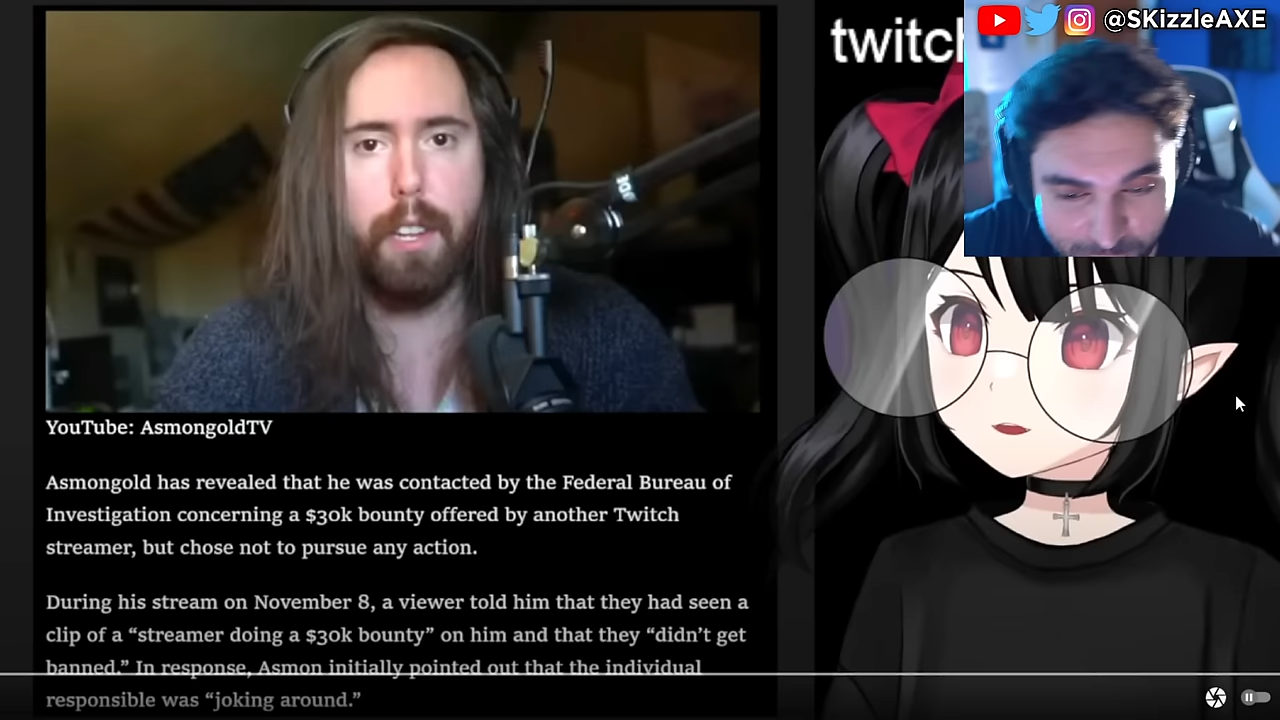 twitch
@SKizzleAXE
YouTube: AsmongoldTV
Asmongold has revealed that he was contacted by the Federal Bureau of
Investigation concerning a $30k bounty offered by another Twitch
streamer, but chose not to pursue any action.
During his stream on November 8, a viewer told him that they had seen a
clip of a “streamer doing a $30k bounty” on him and that they “didn’t get
banned.” In response, Asmon initially pointed out that the individual
responsible was “joking around.”